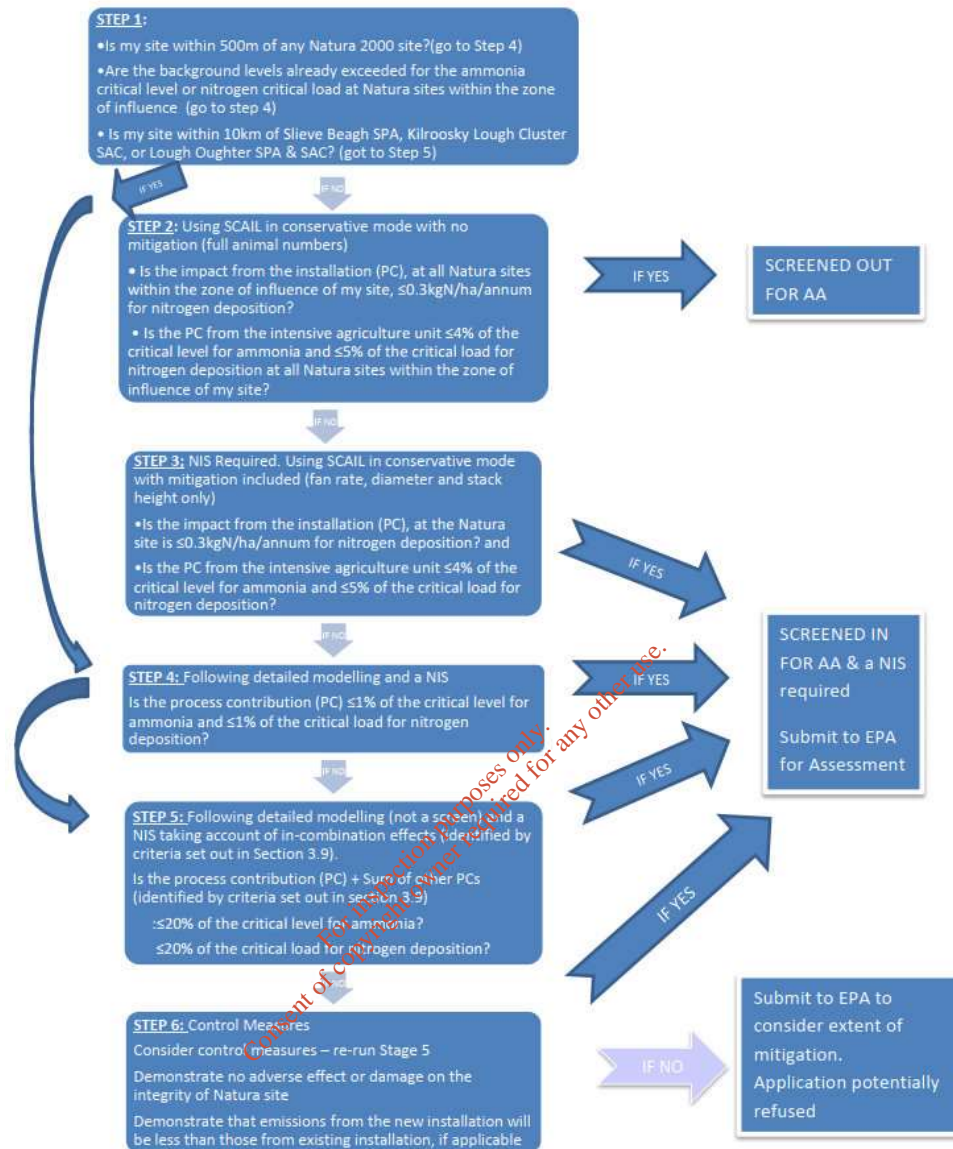 STEP 1:
•Is my site within 500m of any Natura 2000 site?(go to Step 4)
•Are the background levels already exceeded for the ammonia
critical level or nitrogen critical load at Natura sites within the zone
of influence (go to step 4)
• Is my site within 10km of Slieve Beagh SPA, Kilroosky Lough Cluster
SAC, or Lough Oughter SPA & SAC? (got to Step 5)
IF YES
IF NO
STEP 2: Using SCAIL in conservative mode with no
mitigation (full animal numbers)
• Is the impact from the installation (PC), at all Natura sites
within the zone of influence of my site, ≤0.3kgN/ha/annum
for nitrogen deposition?
• Is the PC from the intensive agriculture unit ≤4% of the
critical level for ammonia and ≤5% of the critical load for
nitrogen deposition at all Natura sites within the zone of
influence of my site?
IF YES
SCREENED OUT
FOR AA
IF NO
STEP 3; NIS Required. Using SCAIL in conservative mode
with mitigation included (fan rate, diameter and stack
height only)
•Is the impact from the installation (PC), at the Natura
site is ≤0.3kgN/ha/annum for nitrogen deposition? and
•Is the PC from the intensive agriculture unit ≤4% of the
critical level for ammonia and ≤5% of the critical load for
nitrogen deposition?
IF YES
IF NO
STEP 4: Following detailed modelling and a NIS
Is the process contribution (PC) ≤1% of the critical level for
ammonia and ≤1% of the critical load for nitrogen
deposition?
IF YES
SCREENED IN
FOR AA & a NIS
required
Submit to EPA
for Assessment
IF NO
STEP 5: Following detailed modelling (not a screen) and a
NIS taking account of in-combination effects (identified by
criteria set out in Section 3.9).
Is the process contribution (PC) + Sum of other PCs
(identified by criteria set out in section 3.9)
:≤20% of the critical level for ammonia?
≤20% of the critical load for nitrogen deposition?
IF YES
IF NO
STEP 6: Control Measures
Consider control measures – re-run Stage 5
Demonstrate no adverse effect or damage on the
integrity of Natura site
Demonstrate that emissions from the new installation will
be less than those from existing installation, if applicable
IF YES
IF NO
Submit to EPA to
consider extent of
mitigation.
Application potentially
refused
For inspection purposes only.
Consent of copyright owner required for any other use.